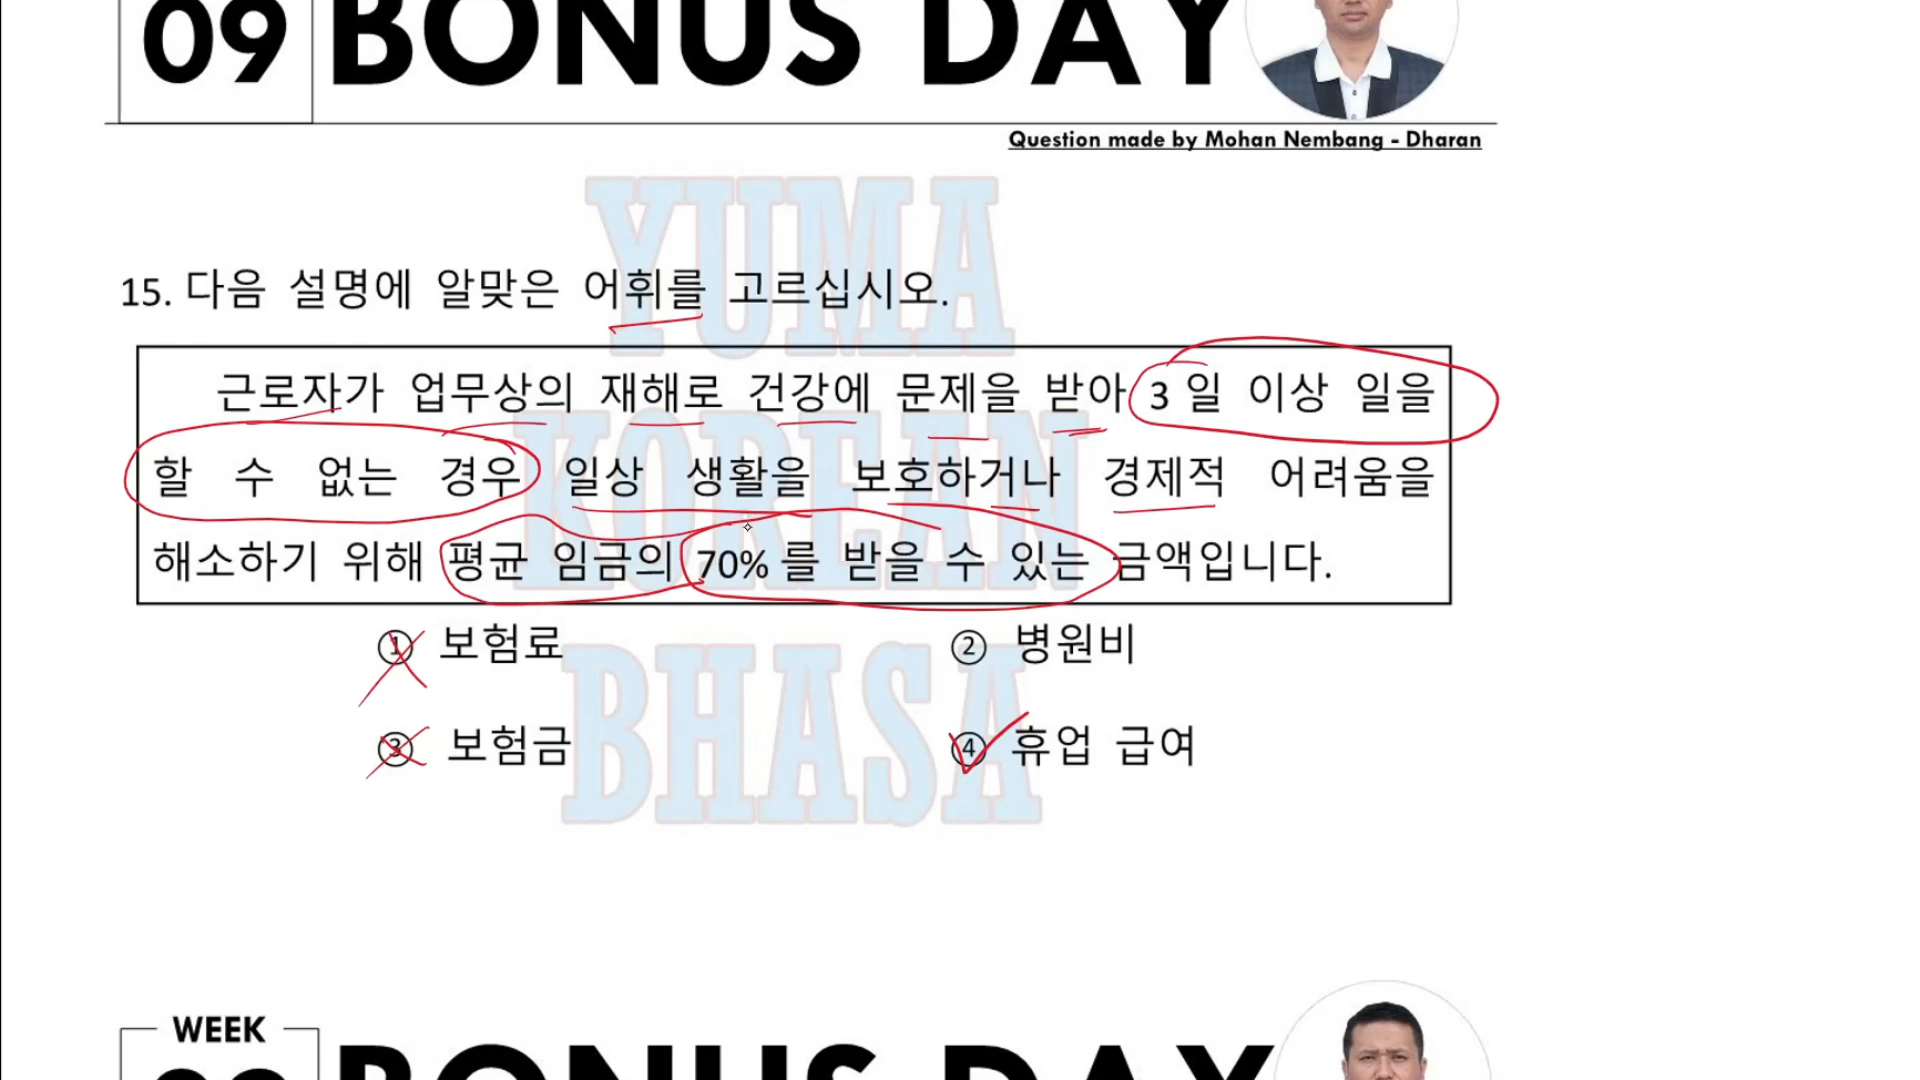 09 BONUS DAY
Question made by Mohan Nembang - Dharan
YUMA
KOREAN
BHASA
15. 다음 설명에 알맞은 어휘를 고르십시오.
근로자가 업무상의 재해로 건강에 문제을 받아 3 일 이상 일을
할 수 없는 경우 일상 생활을 보호하거나 경제적 어려움을
해소하기 위해 평균 임금의 70% 를 받을 수 있는 금액입니다.
① 보험료 ② 병원비
③ 보험금 ④ 휴업 급여
WEEK
BONUS DAY